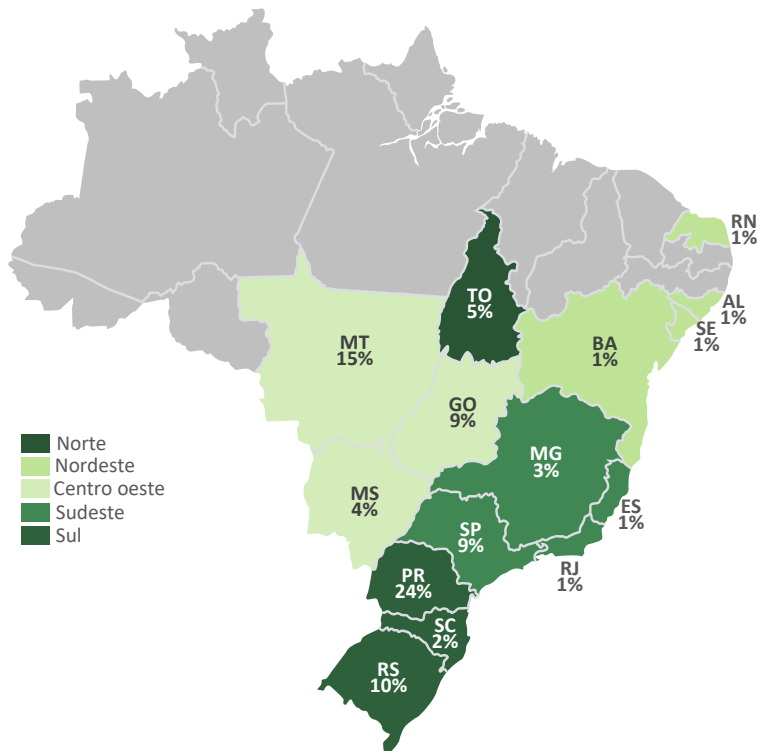 RN
1%
TO
5%
AL
1%
SE
1%
MT
15%
BA
1%
GO
9%
Norte
Nordeste
Centro oeste
Sudeste
Sul
MG
3%
MS
4%
ES
1%
SP
9%
RJ
1%
PR
24%
SC
2%
RS
10%